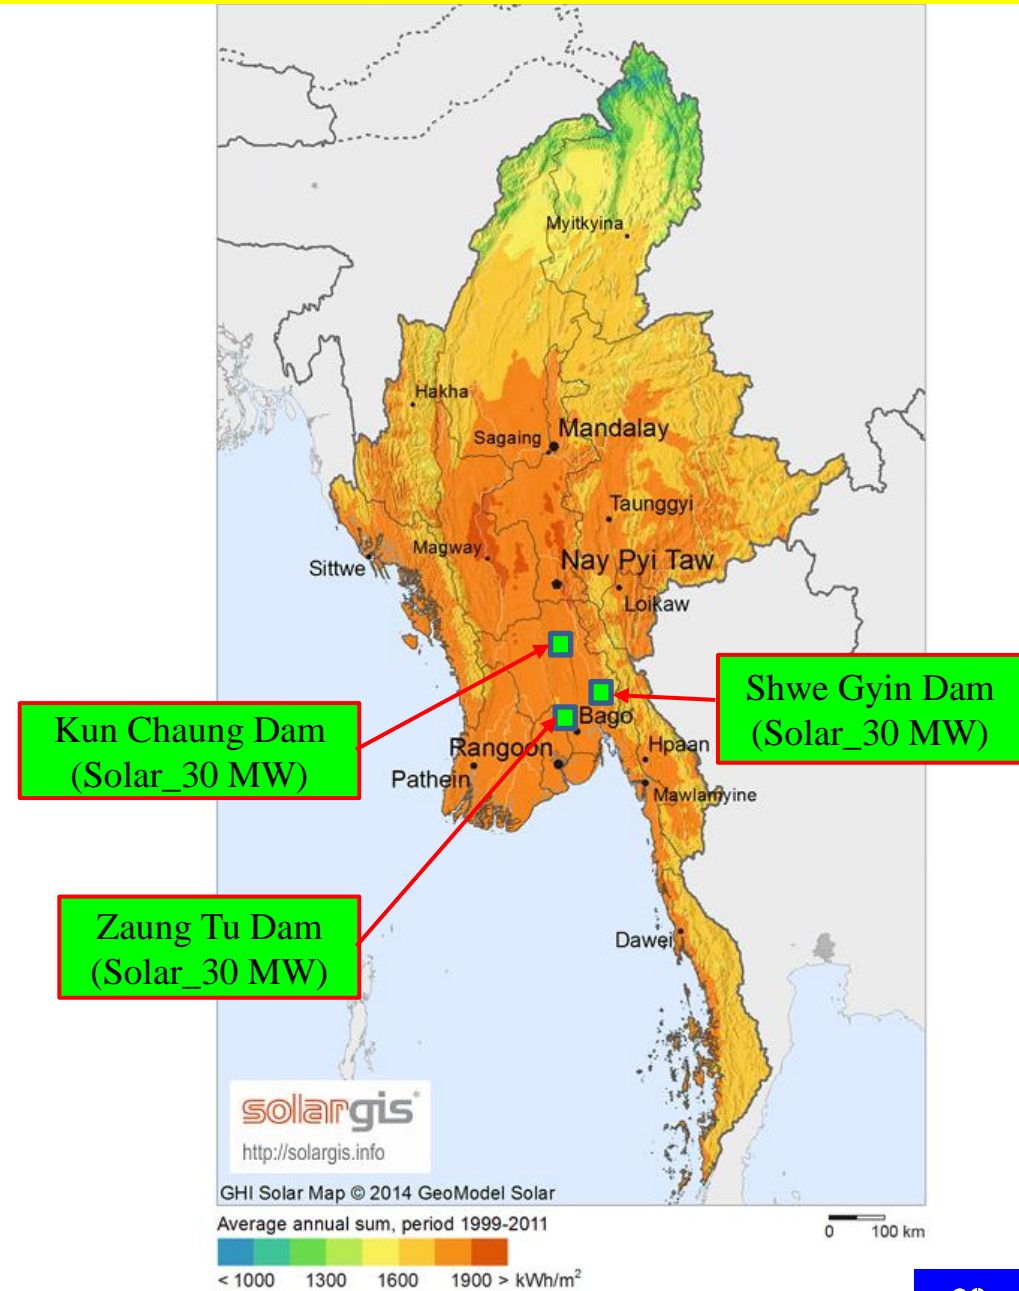 Myitkyina
Hakha
Mandalay
Sagaing
Taunggyi
Magway
Nay Pyi Taw
Sittwe
Loikaw
Shwe Gyin Dam
(Solar_30 MW)
Kun Chaung Dam
(Solar_30 MW)
Bago
Rangoon
Hpaan
Pathein
Mawlamyine
Zaung Tu Dam
(Solar_30 MW)
Dawei
solargis
http://solargis.info
GHI Solar Map © 2014 GeoModel Solar
Average annual sum, period 1999-2011
0 100 km
< 1000 1300 1600 1900 > kWh/m²